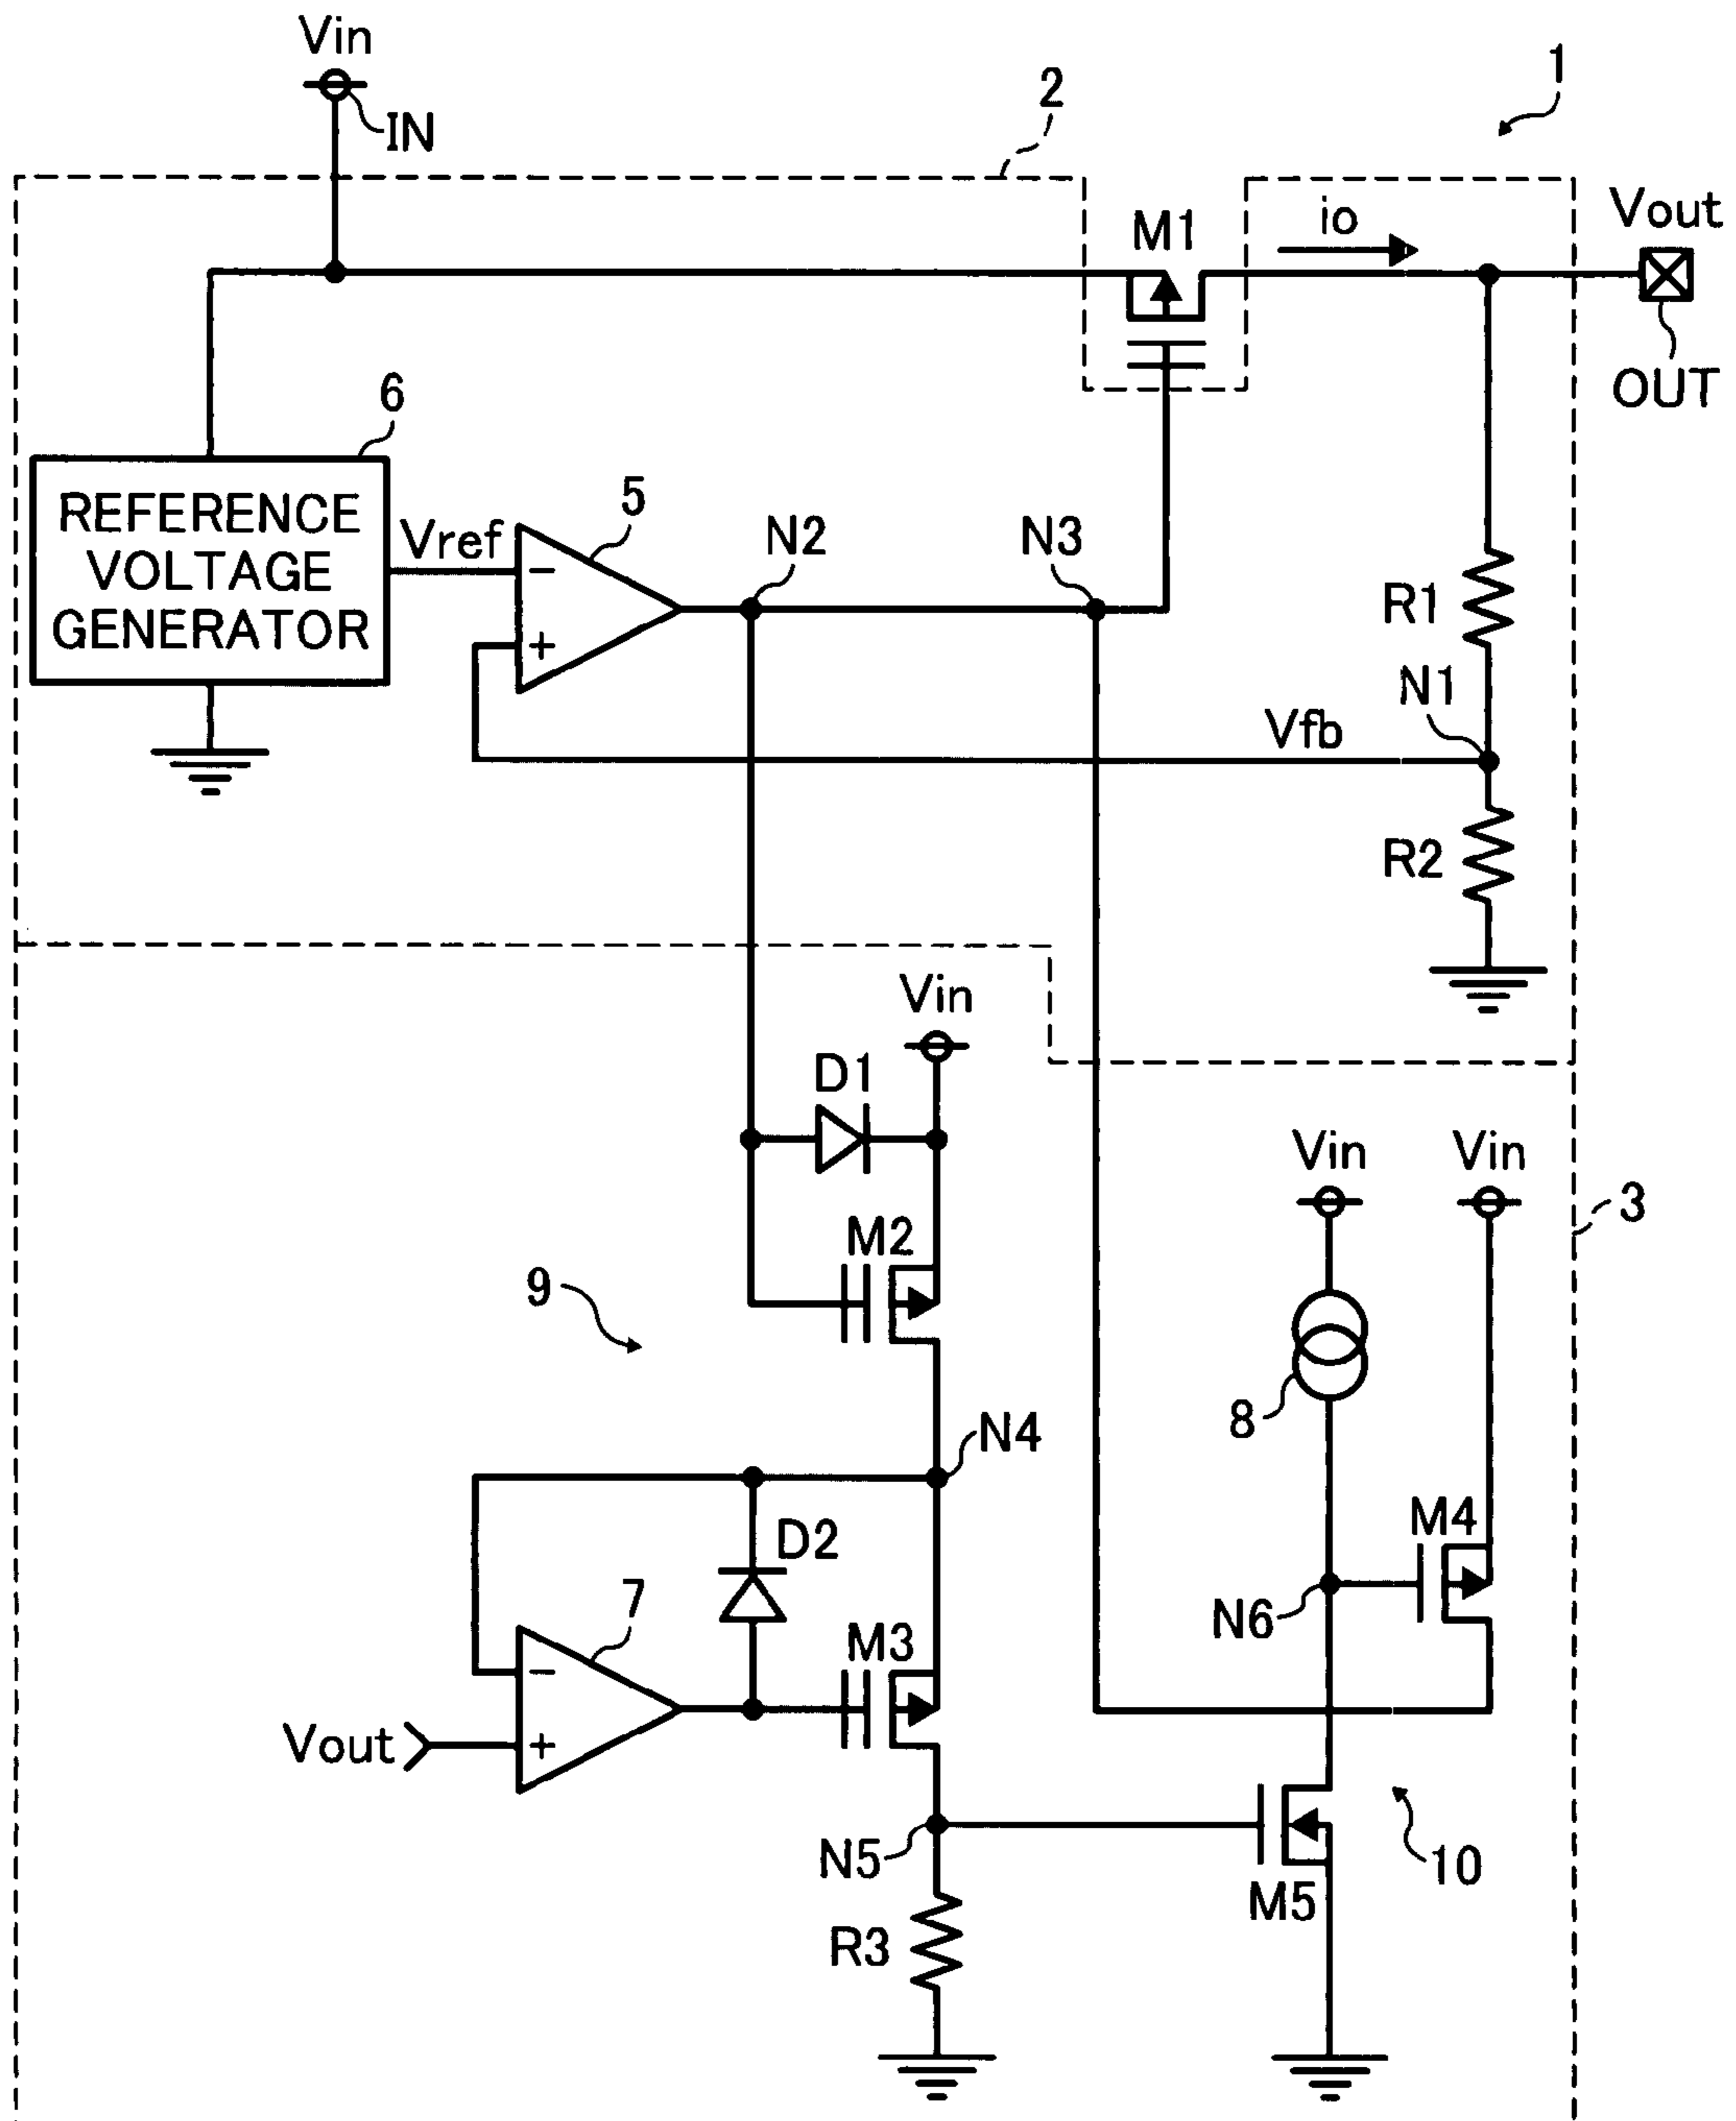 Vin
IN
2
1
M1
io
Vout
OUT
6
REFERENCE
VOLTAGE
GENERATOR
Vref
5
−
+
N2
N3
R1
N1
Vfb
R2
Vin
D1
Vin
Vin
3
M2
9
8
N4
D2
M4
7
N6
M3
−
+
Vout
N5
M5
10
R3